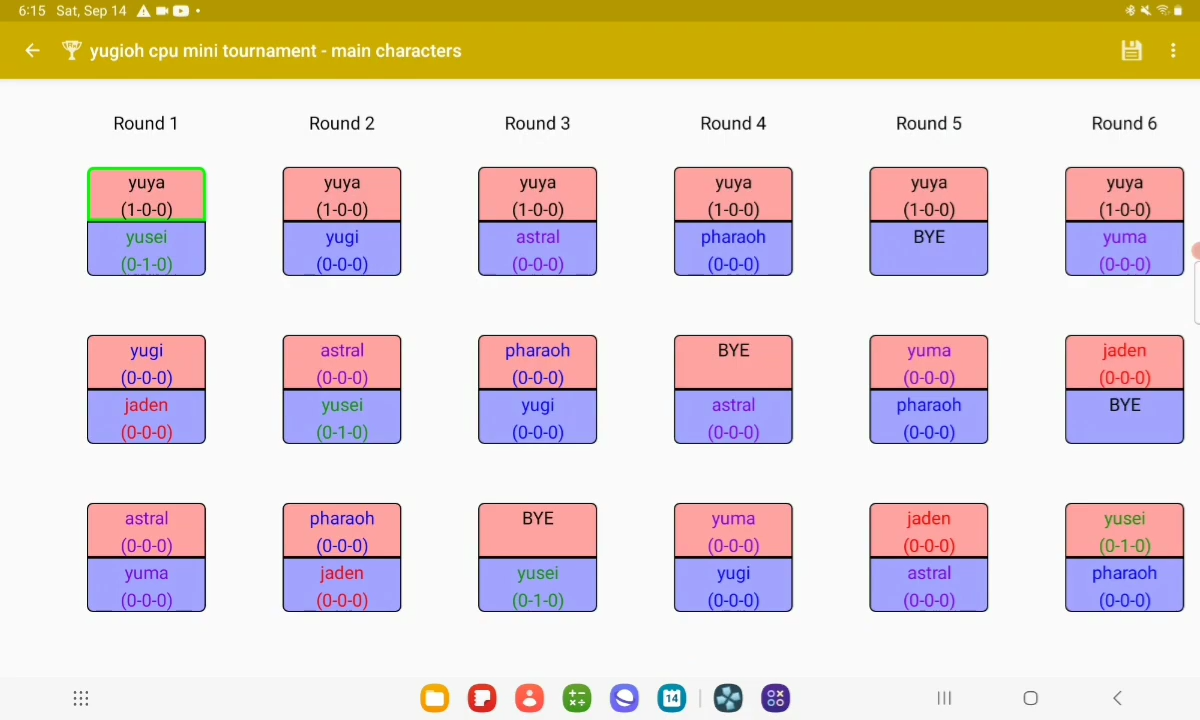 6:15 Sat, Sep 14
yugioh cpu mini tournament - main characters
Round 1 Round 2 Round 3 Round 4 Round 5 Round 6
yuya yuya yuya yuya yuya yuya
(1-0-0) (1-0-0) (1-0-0) (1-0-0) (1-0-0) (1-0-0)
yusei yugi astral pharaoh BYE yuma
(0-1-0) (0-0-0) (0-0-0) (0-0-0) (0-0-0)
yugi astral pharaoh BYE yuma jaden
(0-0-0) (0-0-0) (0-0-0) (0-0-0) (0-0-0)
jaden yusei yugi astral pharaoh BYE
(0-0-0) (0-1-0) (0-0-0) (0-0-0) (0-0-0)
astral pharaoh BYE yuma jaden yusei
(0-0-0) (0-0-0) (0-0-0) (0-0-0) (0-1-0)
yuma jaden yusei yugi astral pharaoh
(0-0-0) (0-0-0) (0-1-0) (0-0-0) (0-0-0) (0-0-0)
14